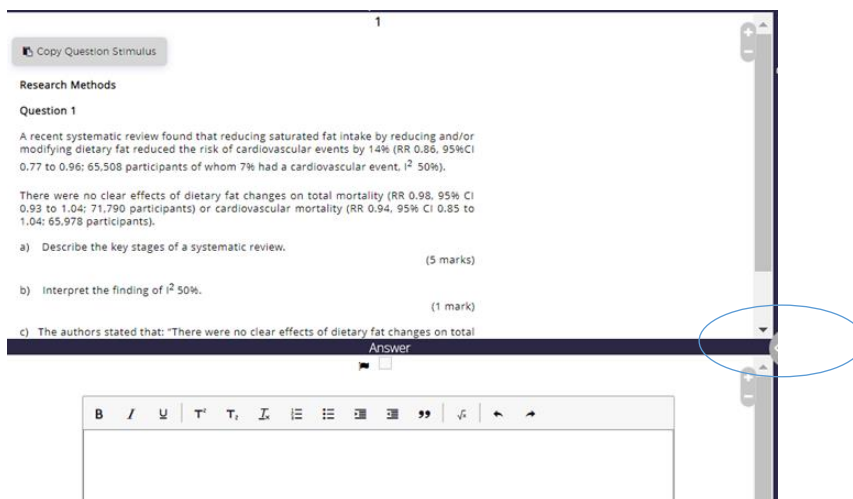 1
Copy Question Stimulus
Research Methods
Question 1
A recent systematic review found that reducing saturated fat intake by reducing and/or
modifying dietary fat reduced the risk of cardiovascular events by 14% (RR 0.86, 95%CI
0.77 to 0.96; 65,508 participants of whom 7% had a cardiovascular event, I² 50%).
There were no clear effects of dietary fat changes on total mortality (RR 0.98, 95% CI
0.93 to 1.04; 71,790 participants) or cardiovascular mortality (RR 0.94, 95% CI 0.85 to
1.04; 65,978 participants).
a) Describe the key stages of a systematic review.
(5 marks)
b) Interpret the finding of I² 50%.
(1 mark)
c) The authors stated that: "There were no clear effects of dietary fat changes on total
Answer
B I U T² T₂ Iₓ